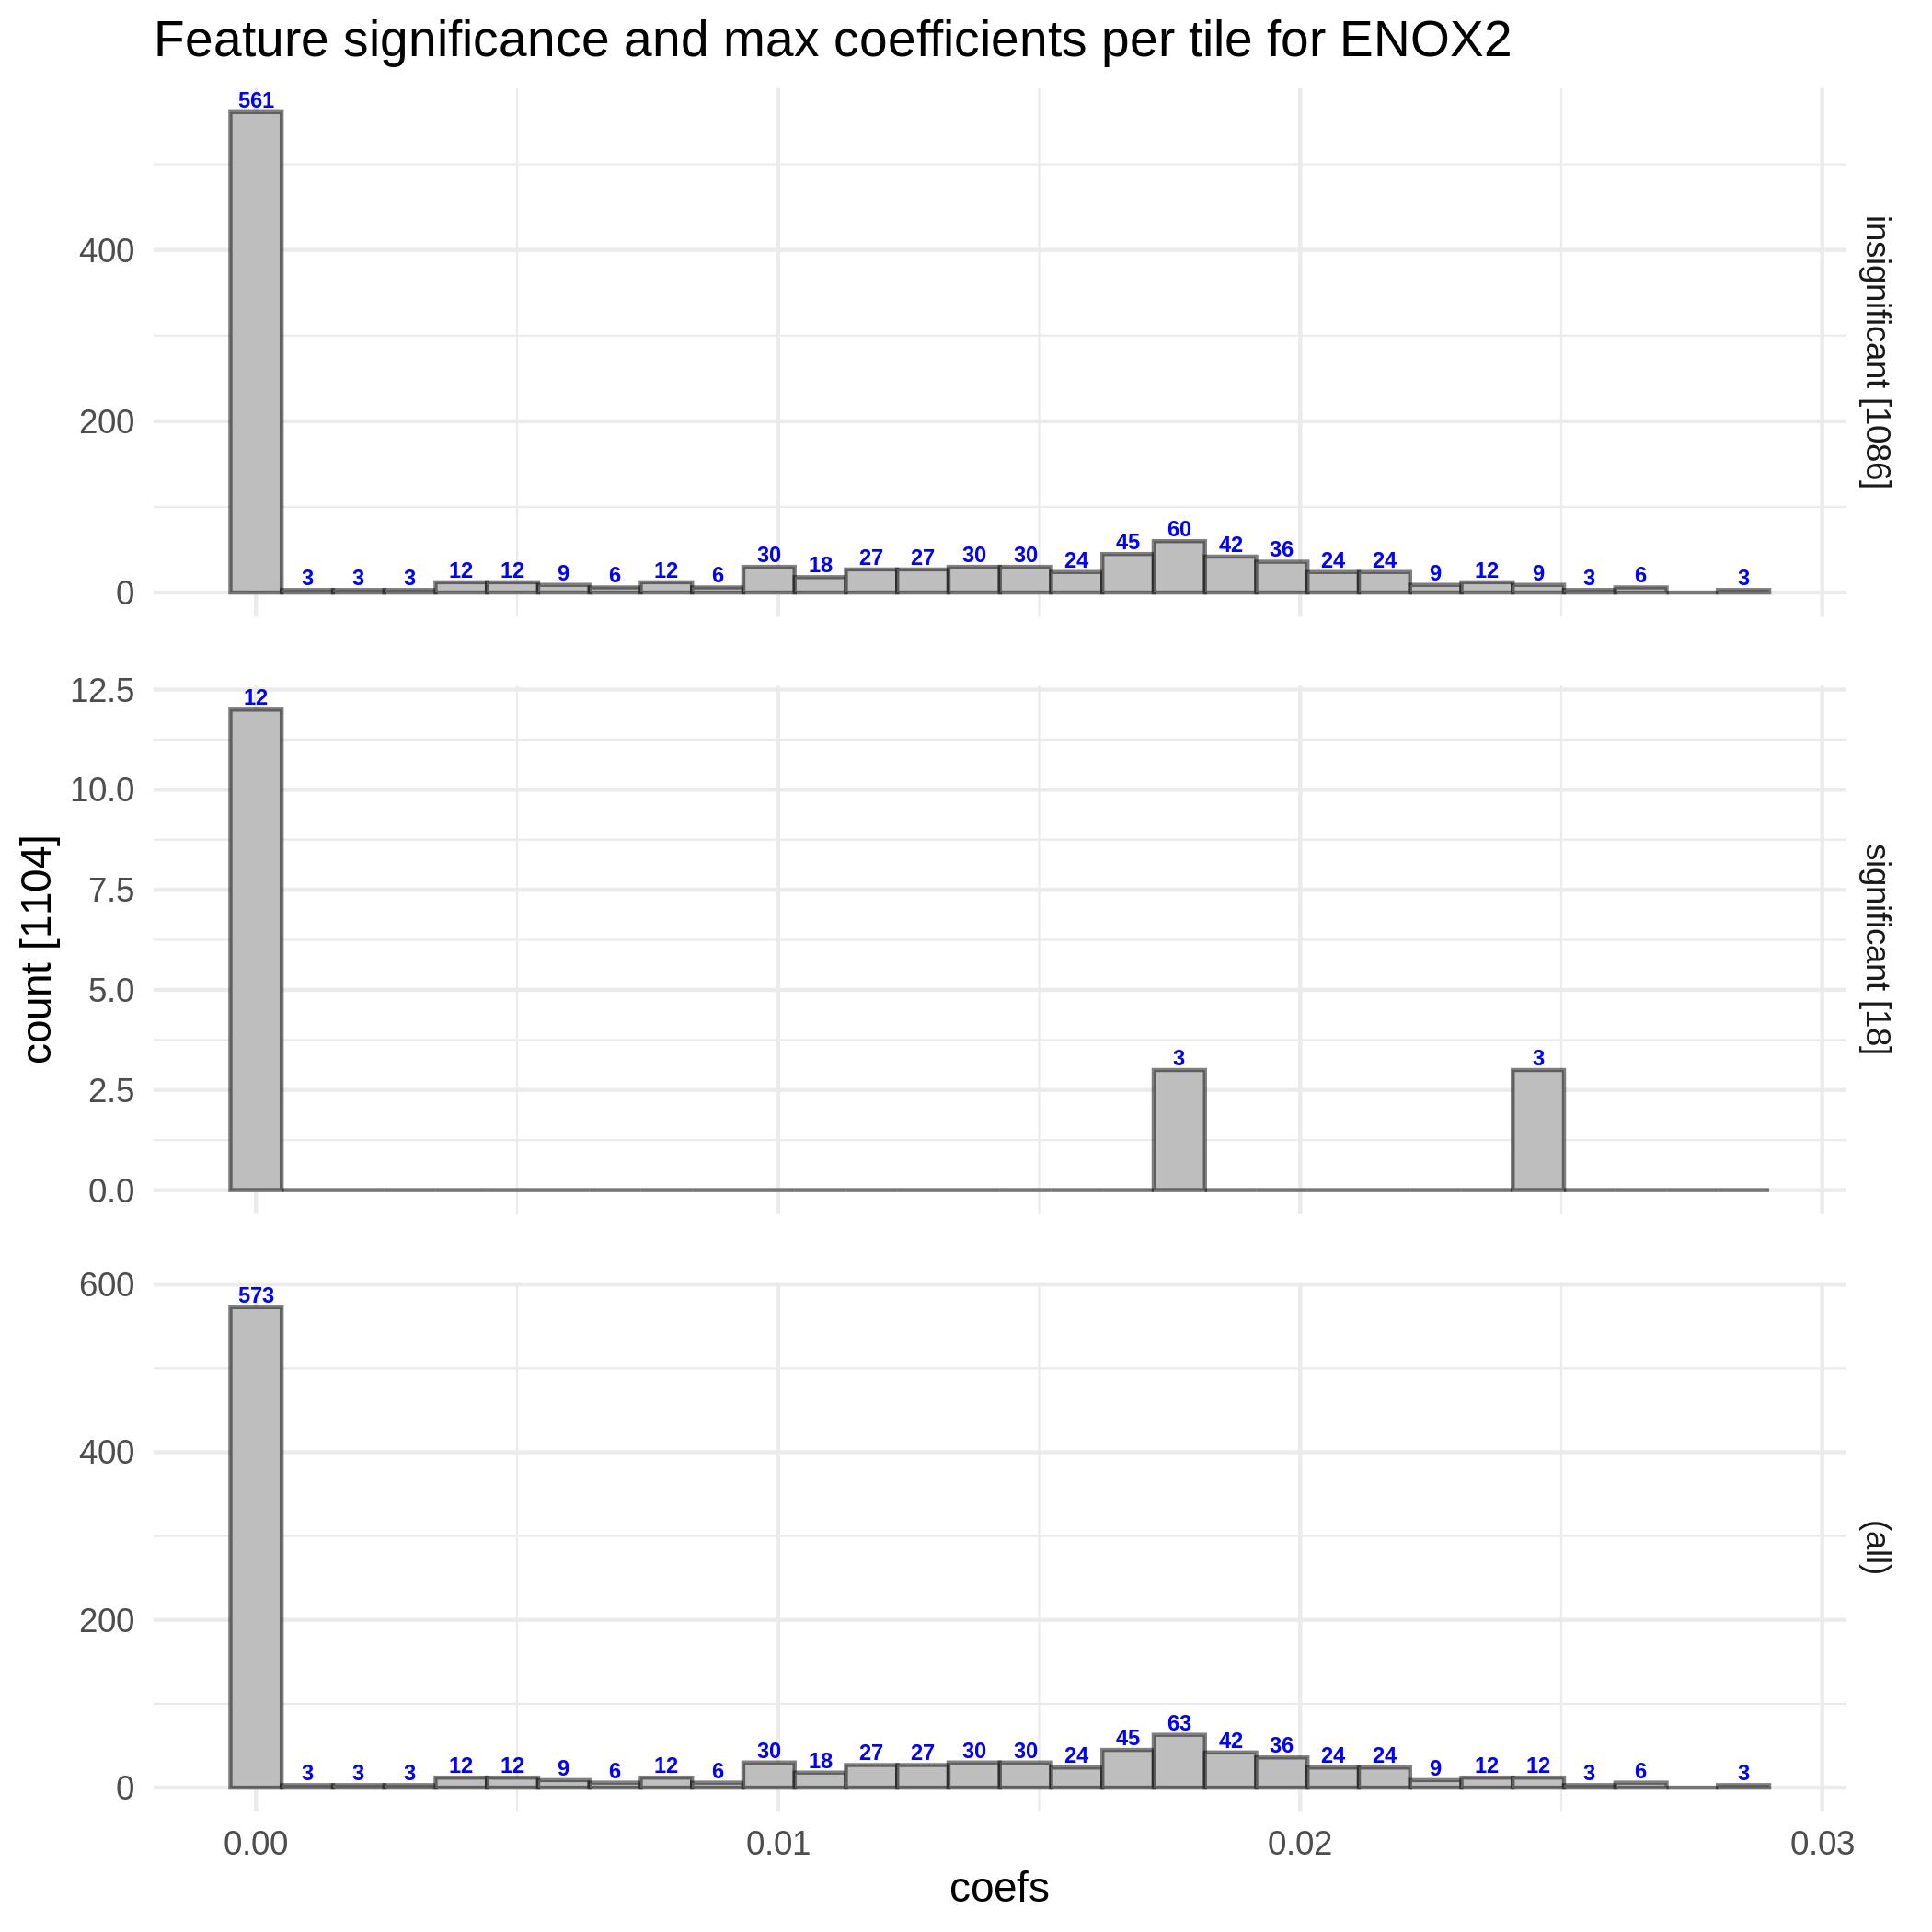 Feature significance and max coefficients per tile for ENOX2
561
3 3 3 12 12 9 6 12 6 30 18 27 27 30 30 24 45 60 42 36 24 24 9 12 9 3 6 3
400
200
0
insignificant [1086]
12
3 3
12.5
10.0
7.5
5.0
2.5
0.0
significant [18]
count [1104]
573
3 3 3 12 12 9 6 12 6 30 18 27 27 30 30 24 45 63 42 36 24 24 9 12 12 3 6 3
600
400
200
0
(all)
0.00 0.01 0.02 0.03
coefs